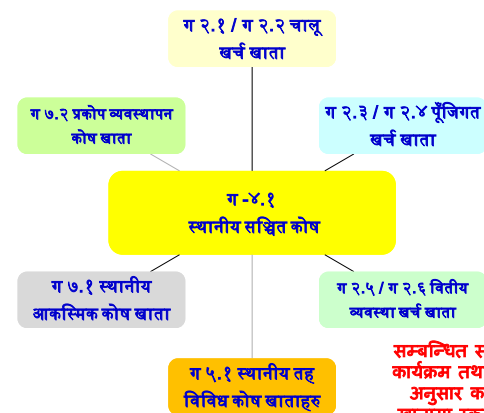 ग २.१ / ग २.२ चालू
खर्च खाता
ग ७.२ प्रकोप व्यवस्थापन
कोष खाता
ग २.३ / ग २.४ पूँजिगत
खर्च खाता
ग -४.१
स्थानीय सञ्चित कोष
ग ७.१ स्थानीय
आकस्मिक कोष खाता
ग २.५ / ग २.६ वितीय
व्यवस्था खर्च खाता
ग ५.१ स्थानीय तह
विविध कोष खाताहरु
सम्बन्धित
कार्यक्रम तथ
अनुसार